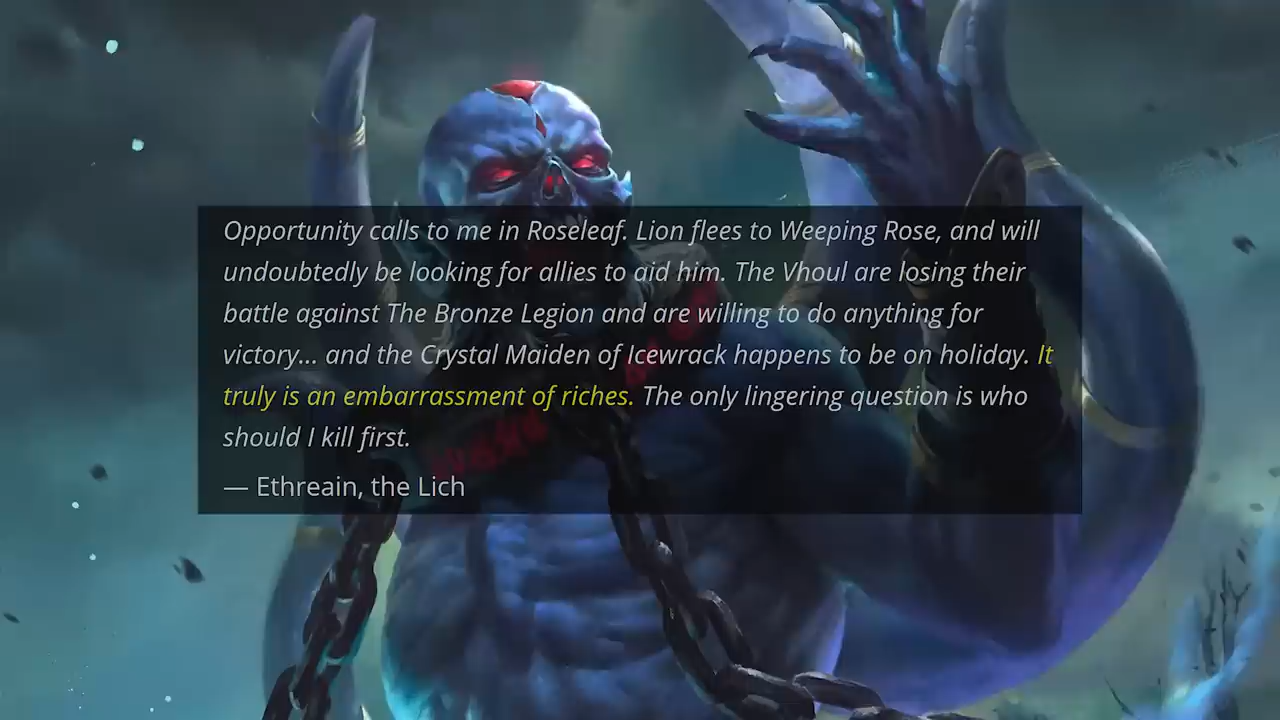 Opportunity calls to me in Roseleaf. Lion flees to Weeping Rose, and will
undoubtedly be looking for allies to aid him. The Vhoul are losing their
battle against The Bronze Legion and are willing to do anything for
victory... and the Crystal Maiden of Icewrack happens to be on holiday. It
truly is an embarrassment of riches. The only lingering question is who
should I kill first.
— Ethreain, the Lich